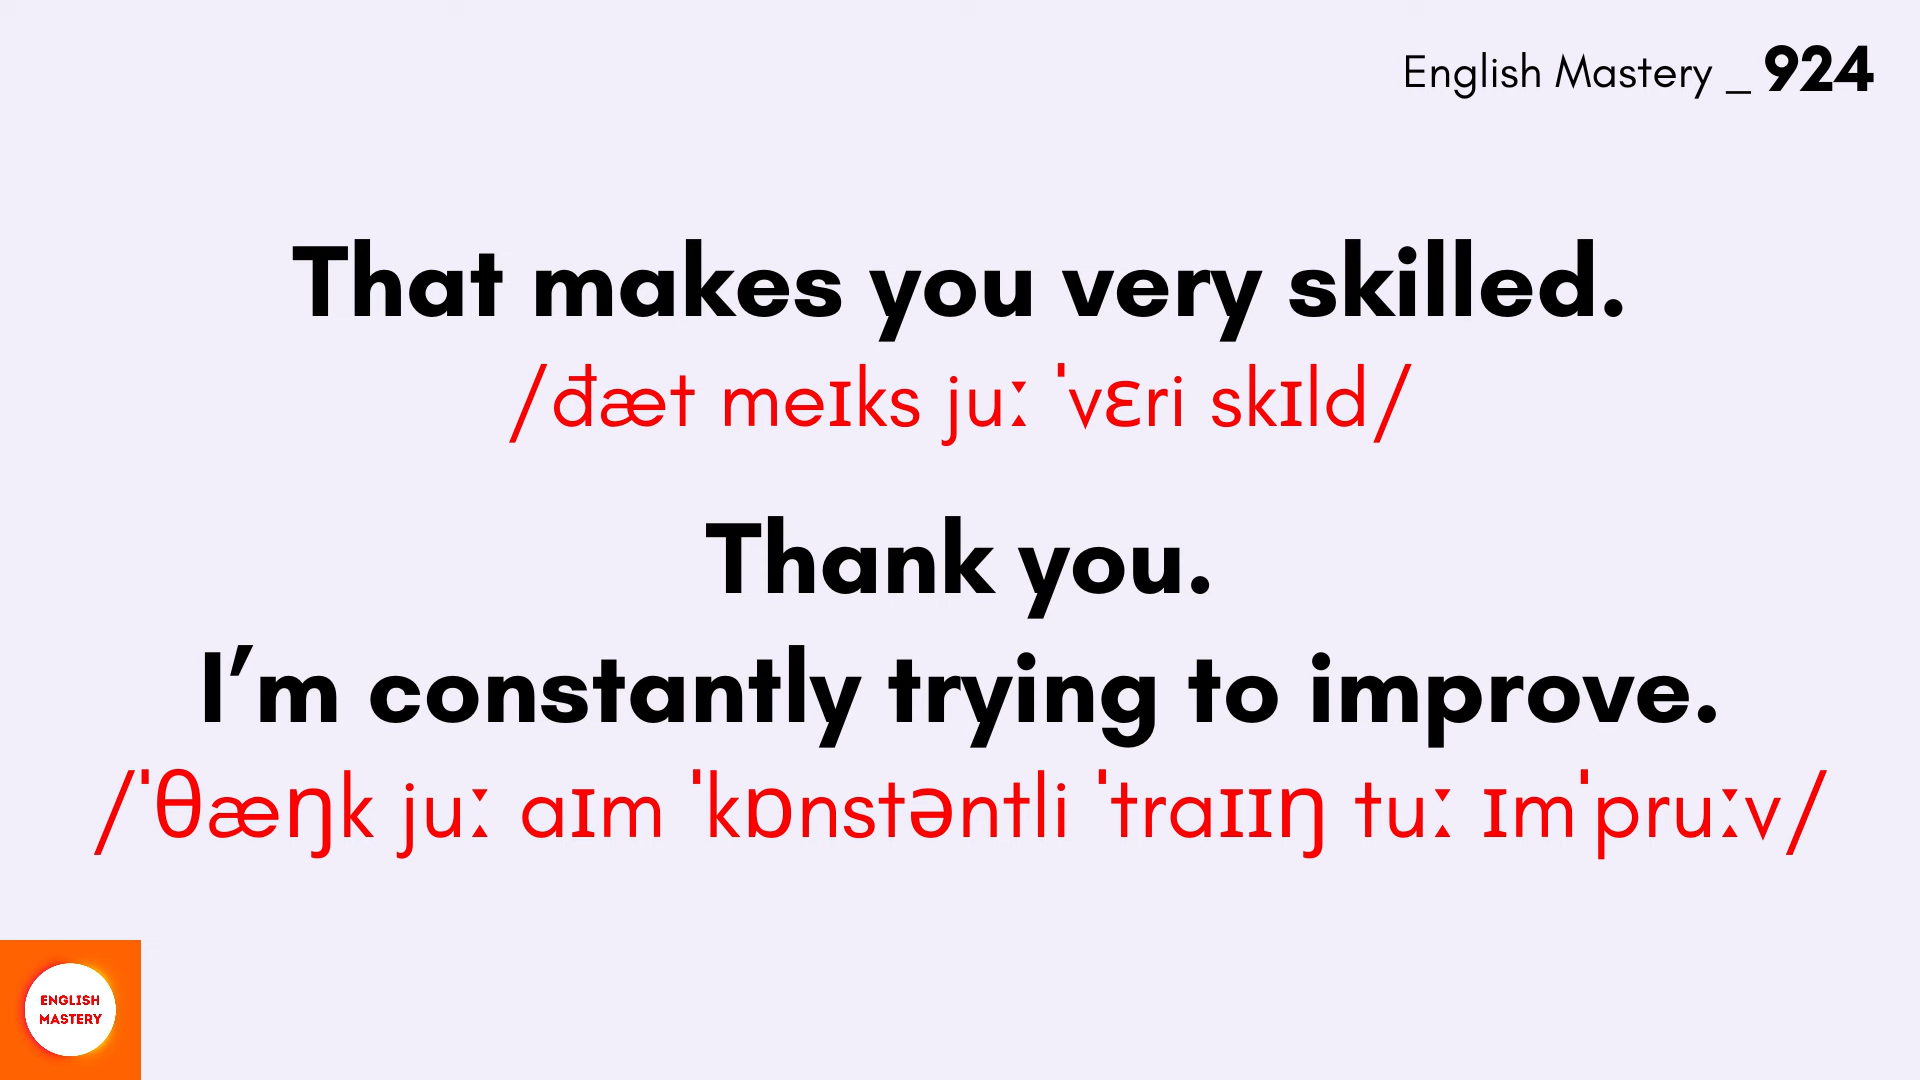 English Mastery _ 924
That makes you very skilled.
/đæt meɪks juː ˈvɛri skɪld/
Thank you.
I’m constantly trying to improve.
/ˈθæŋk juː aɪm ˈkɒnstəntli ˈtraɪɪŋ tuː ɪmˈpruːv/
ENGLISH
MASTERY